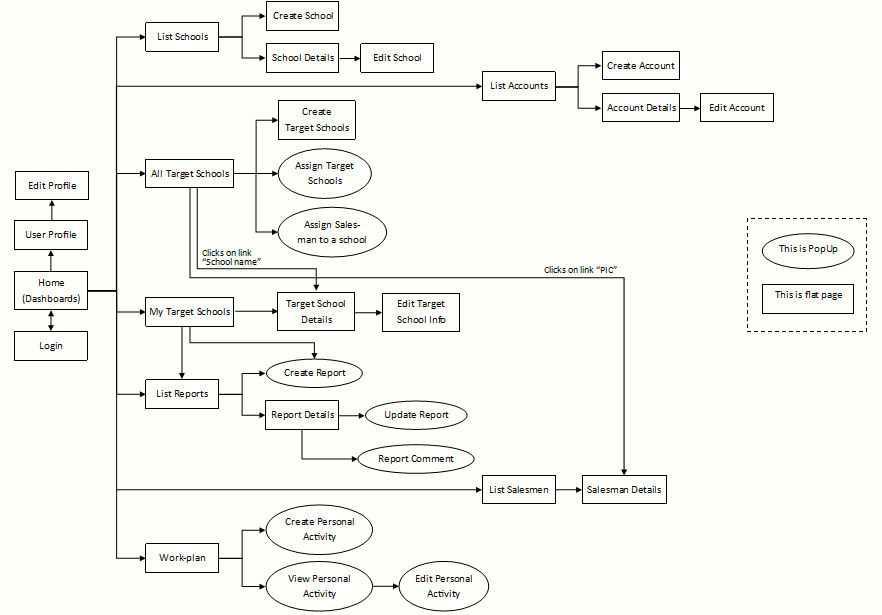 Create School
List Schools
School Details
Edit School
Create Account
List Accounts
Account Details
Edit Account
Create
Target Schools
All Target Schools
Assign Target
Schools
Assign Sales-
man to a school
Edit Profile
User Profile
Home
(Dashboards)
Login
Clicks on link
“School name”
Clicks on link “PIC”
This is PopUp
This is flat page
My Target Schools
Target School
Details
Edit Target
School Info
Create Report
List Reports
Report Details
Update Report
Report Comment
List Salesmen
Salesman Details
Create Personal
Activity
Work-plan
View Personal
Activity
Edit Personal
Activity